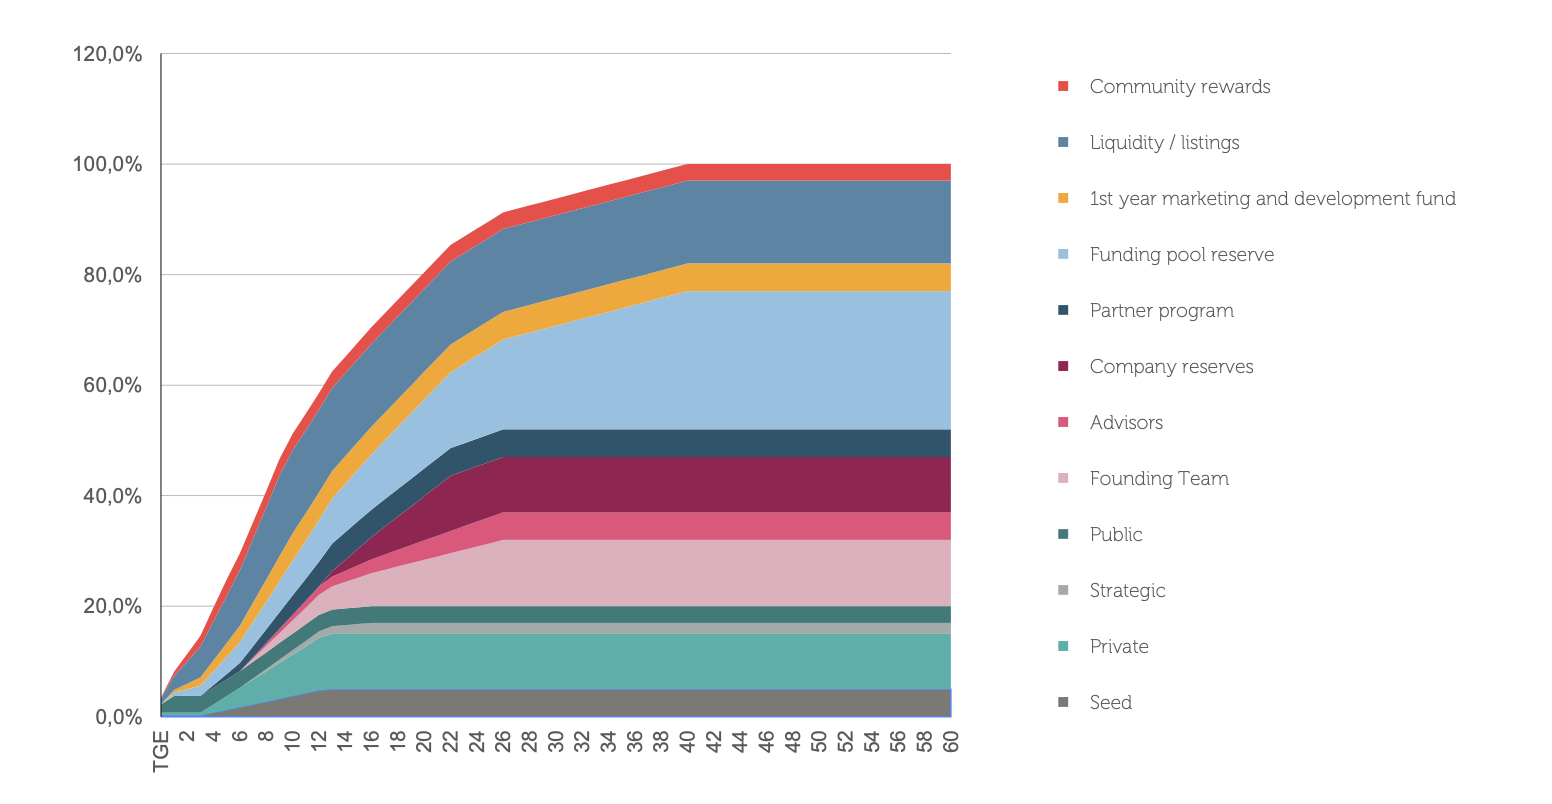 120,0%
100,0%
80,0%
60,0%
40,0%
20,0%
0,0%
TGE 2 4 6 8 10 12 14 16 18 20 22 24 26 28 30 32 34 36 38 40 42 44 46 48 50 52 54 56 58 60
Community rewards
Liquidity / listings
1st year marketing and development fund
Funding pool reserve
Partner program
Company reserves
Advisors
Founding Team
Public
Strategic
Private
Seed